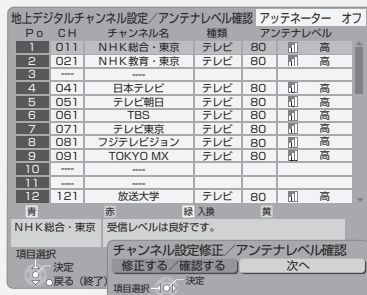 地上デジタルチャンネル設定／アンテナレベル確認 アッテネーター オフ
Po CH チャンネル名 種類 アンテナレベル
1 011 NHK総合・東京 テレビ 80 高
2 021 NHK教育・東京 テレビ 80 高
3 ---- ----
4 041 日本テレビ テレビ 80 高
5 051 テレビ朝日 テレビ 80 高
6 061 TBS テレビ 80 高
7 071 テレビ東京 テレビ 80 高
8 081 フジテレビジョン テレビ 80 高
9 091 TOKYO MX テレビ 80 高
10 ---- ----
11 ---- ----
12 121 放送大学 テレビ 80 高
青 赤 緑 入換 黄
NHK総合・東京 受信レベルは良好です。
チャンネル設定修正／アンテナレベル確認
修正する／確認する 次へ
項目選択 決定
項目選択
決定
戻る（終了）